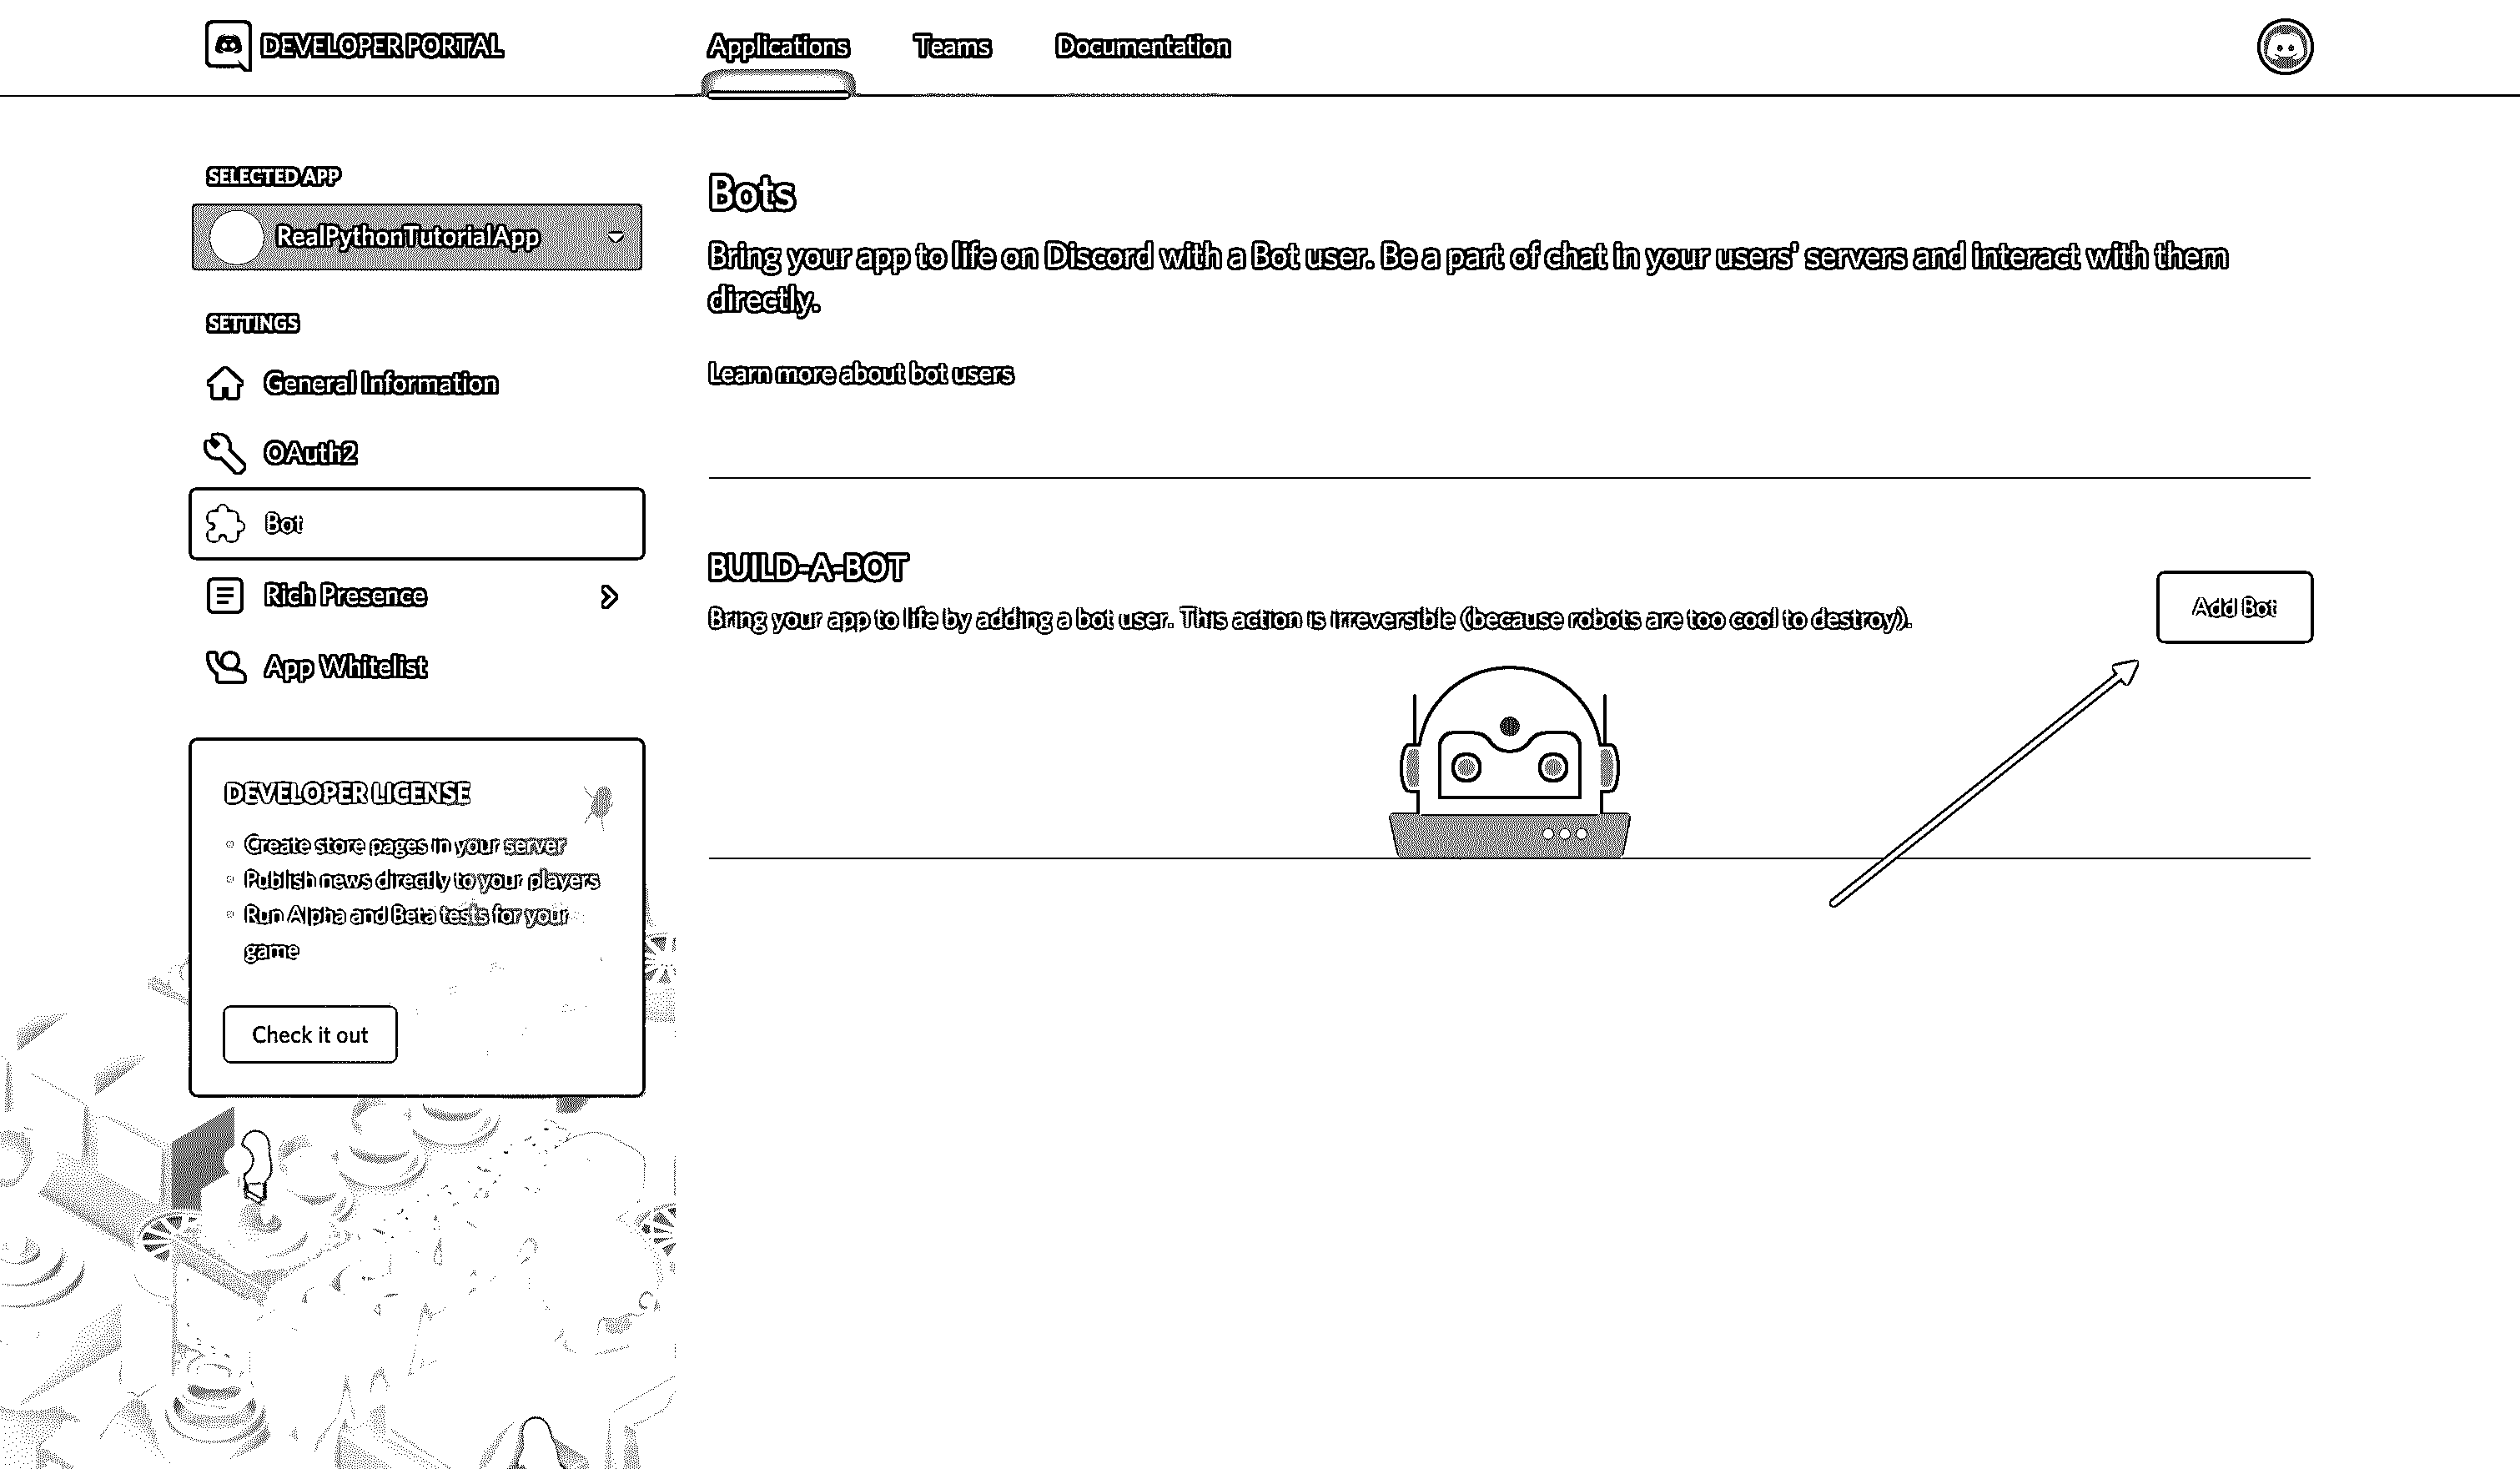 DEVELOPER PORTAL
Applications
Teams
Documentation
SELECTED APP
RealPythonTutorialApp
SETTINGS
General Information
OAuth2
Bot
Rich Presence
App Whitelist
DEVELOPER LICENSE
Create store pages in your server
Publish news directly to your players
Run Alpha and Beta tests for your
game
Check it out
Bots
Bring your app to life on Discord with a Bot user. Be a part of chat in your users' servers and interact with them
directly.
Learn more about bot users
BUILD-A-BOT
Bring your app to life by adding a bot user. This action is irreversible (because robots are too cool to destroy).
Add Bot